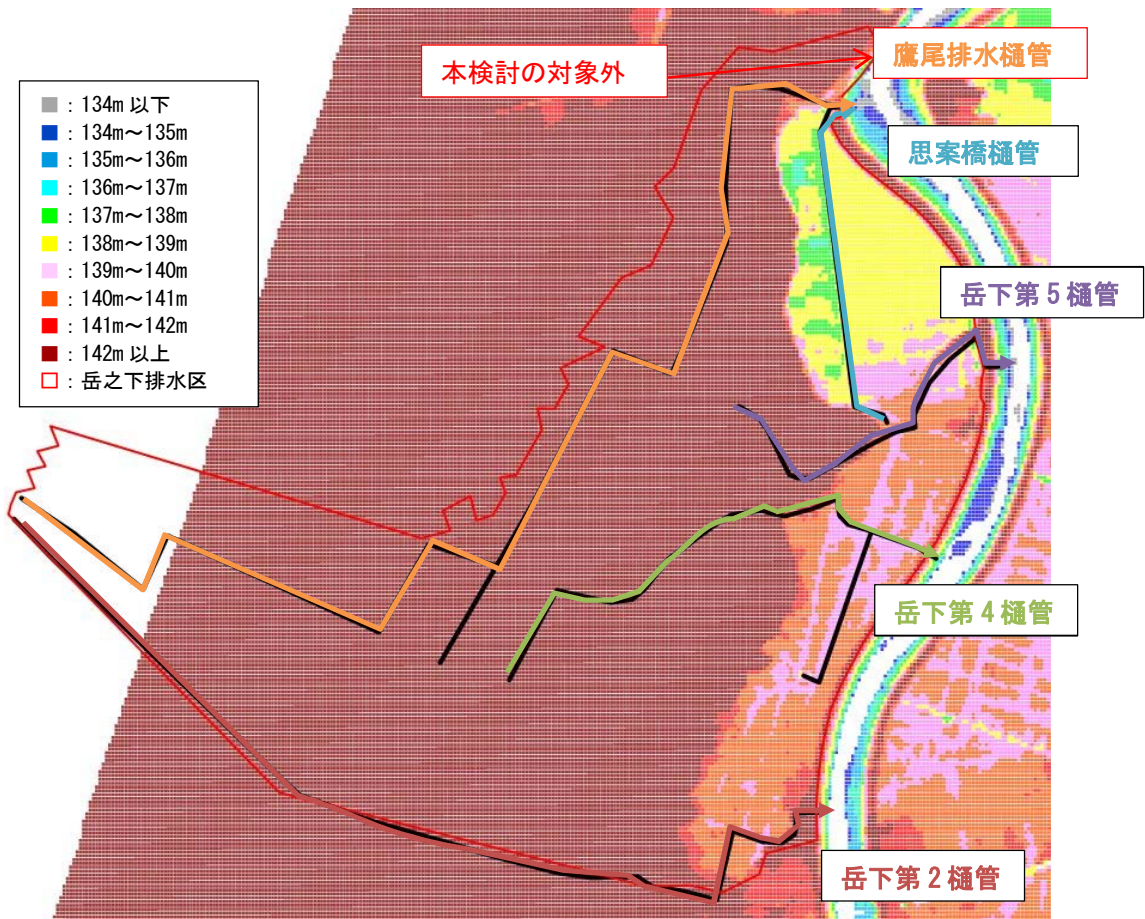 本検討の対象外
鷹尾排水樋管
: 134m 以下
: 134m～135m
: 135m～136m
: 136m～137m
: 137m～138m
: 138m～139m
: 139m～140m
: 140m～141m
: 141m～142m
: 142m 以上
: 岳之下排水区
思案橋樋管
岳下第5樋管
岳下第4樋管
岳下第2樋管